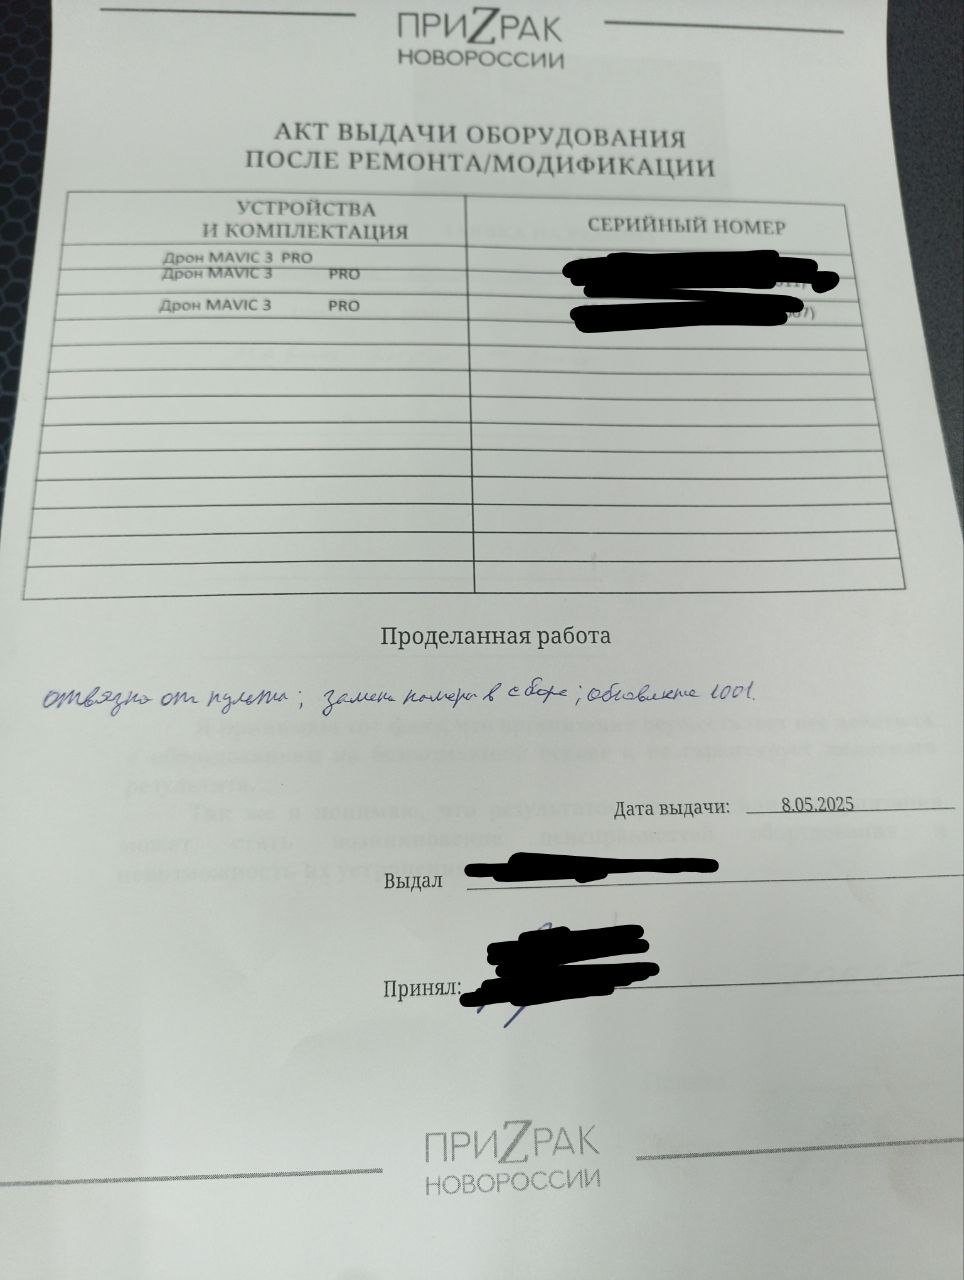 ПРИZРАК
НОВОРОССИИ
АКТ ВЫДАЧИ ОБОРУДОВАНИЯ
ПОСЛЕ РЕМОНТА/МОДИФИКАЦИИ
УСТРОЙСТВА
И КОМПЛЕКТАЦИЯ
СЕРИЙНЫЙ НОМЕР
Дрон MAVIC 3 PRO
Дрон MAVIC 3 PRO
Дрон MAVIC 3 PRO
Проделанная работа
отвязка от пульта; замена номера в сборе; обновление 1001.
Дата выдачи: 8.05.2025
Выдал
Принял:
ПРИZРАК
НОВОРОССИИ